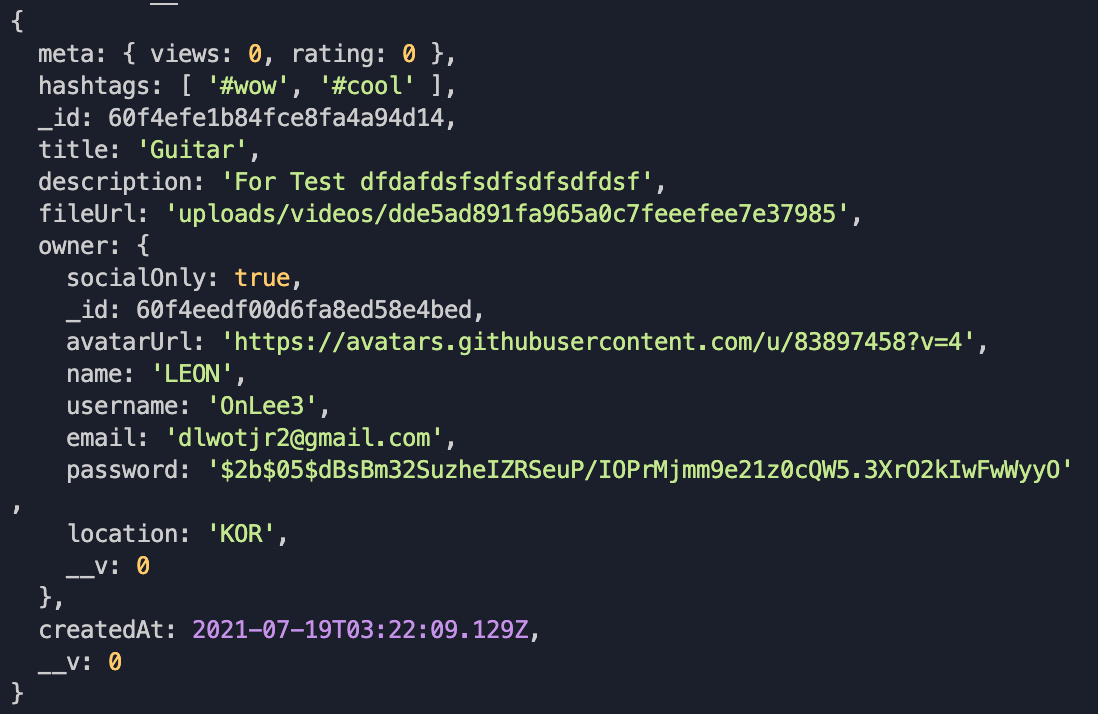 {
  meta: { views: 0, rating: 0 },
  hashtags: [ '#wow', '#cool' ],
  _id: 60f4efe1b84fce8fa4a94d14,
  title: 'Guitar',
  description: 'For Test dfdafdsfsdfsdfsdfdsf',
  fileUrl: 'uploads/videos/dde5ad891fa965a0c7feeefee7e37985',
  owner: {
    socialOnly: true,
    _id: 60f4eedf00d6fa8ed58e4bed,
    avatarUrl: 'https://avatars.githubusercontent.com/u/83897458?v=4',
    name: 'LEON',
    username: 'OnLee3',
    email: 'dlwotjr2@gmail.com',
    password: '$2b$05$dBsBm32SuzheIZRSeuP/IOPrMjmm9e21z0cQW5.3XrO2kIwFwWyyO'
,
    location: 'KOR',
    __v: 0
  },
  createdAt: 2021-07-19T03:22:09.129Z,
  __v: 0
}